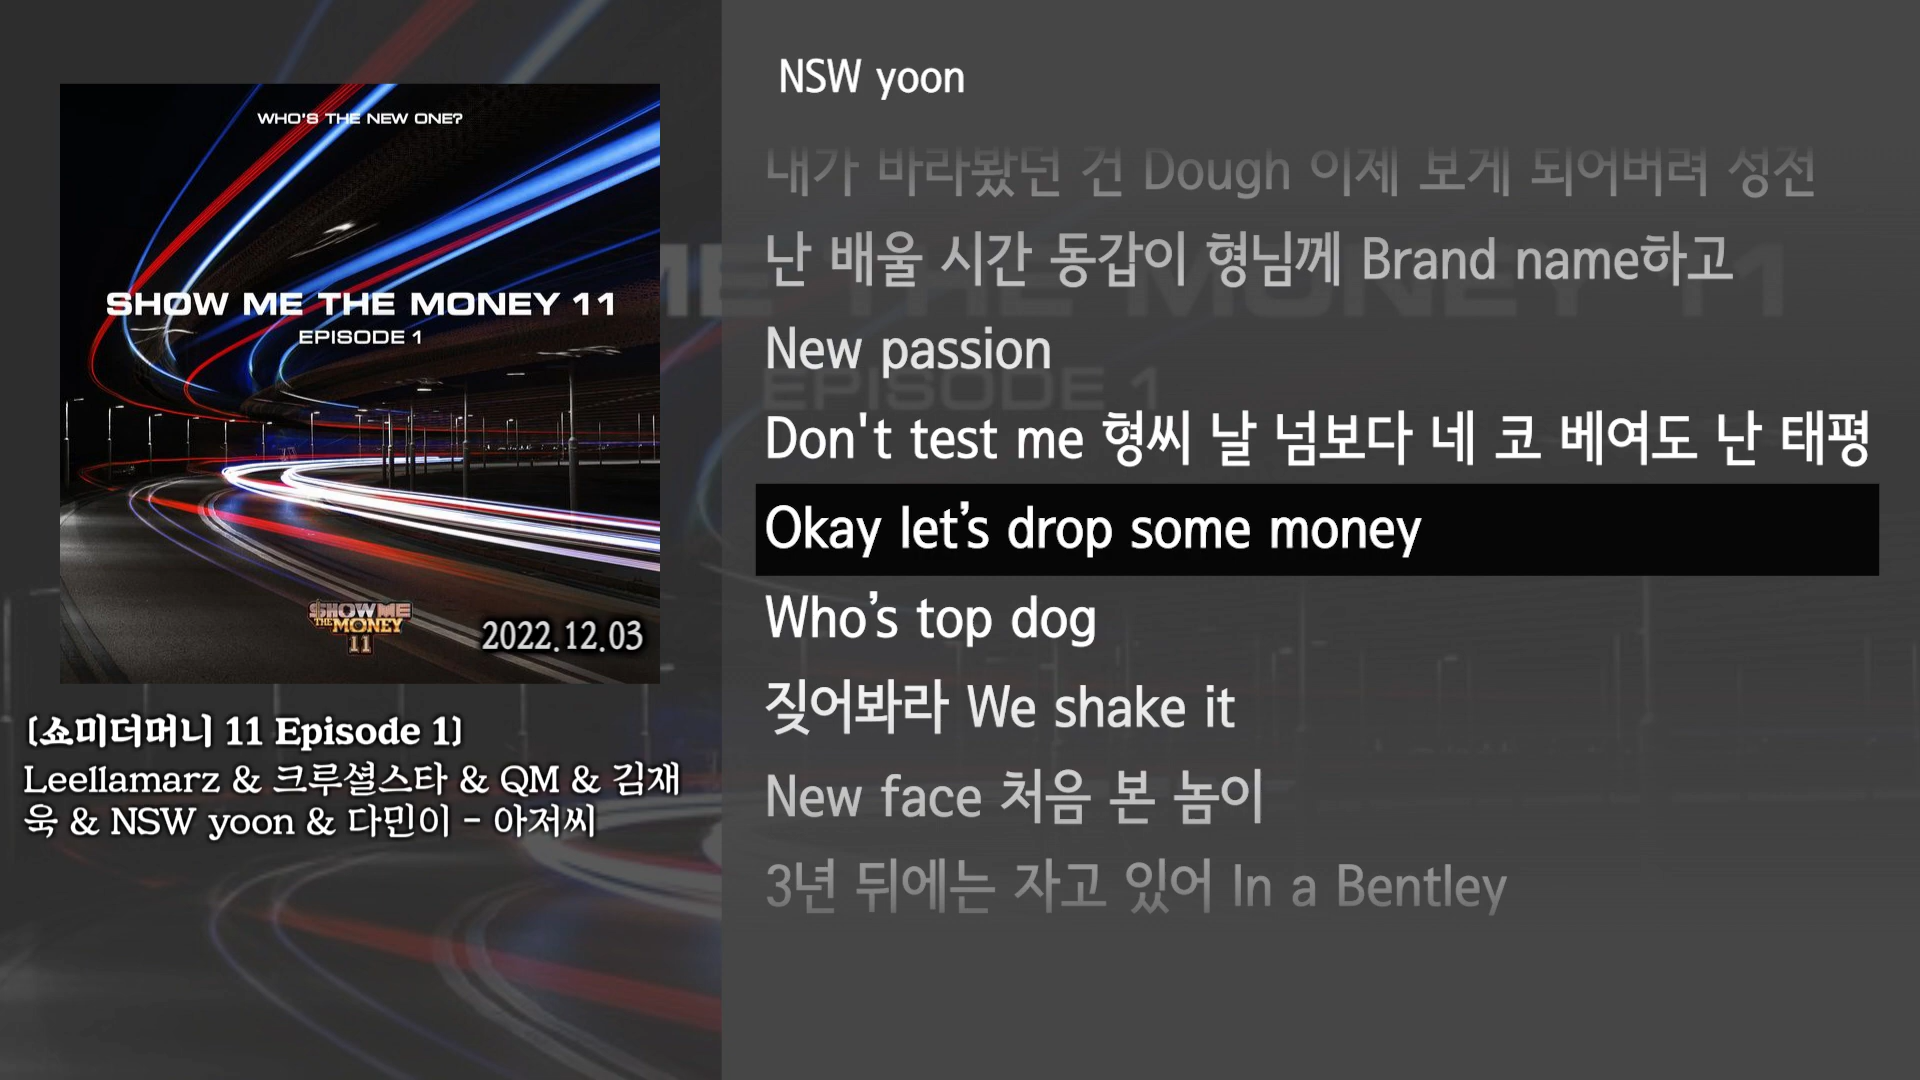 WHO'S THE NEW ONE?
SHOW ME THE MONEY 11
EPISODE 1
SHOW ME
THE MONEY
11
2022.12.03
[쇼미더머니 11 Episode 1]
Leellamarz & 크루셜스타 & QM & 김재
욱 & NSW yoon & 다민이 - 아저씨
NSW yoon
내가 바라봤던 건 Dough 이제 보게 되어버려 성전
난 배울 시간 동갑이 형님께 Brand name하고
New passion
Don't test me 형씨 날 넘보다 네 코 베여도 난 태평
Okay let’s drop some money
Who’s top dog
짖어봐라 We shake it
New face 처음 본 놈이
3년 뒤에는 자고 있어 In a Bentley
ME THE MONEY 11
EPISODE 1